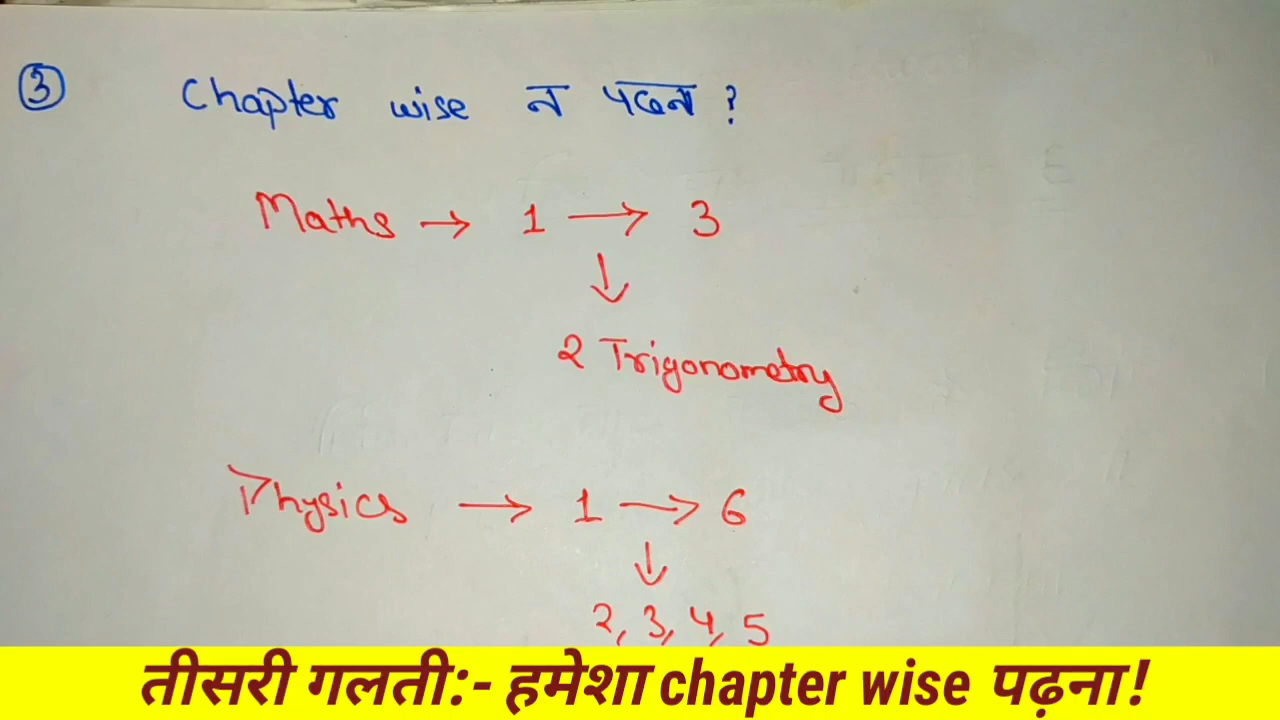 ③ Chapter wise न पढना ?
Maths → 1 → 3
↓
2 Trigonometry
Physics → 1 → 6
↓
2, 3, 4, 5
तीसरी गलती:- हमेशा chapter wise पढ़ना!